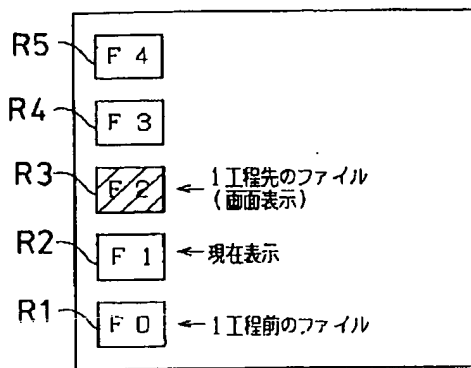 R5 F 4
R4 F 3
R3 F 2 ←1工程先のファイル
(画面表示)
R2 F 1 ←現在表示
R1 F 0 ←1工程前のファイル